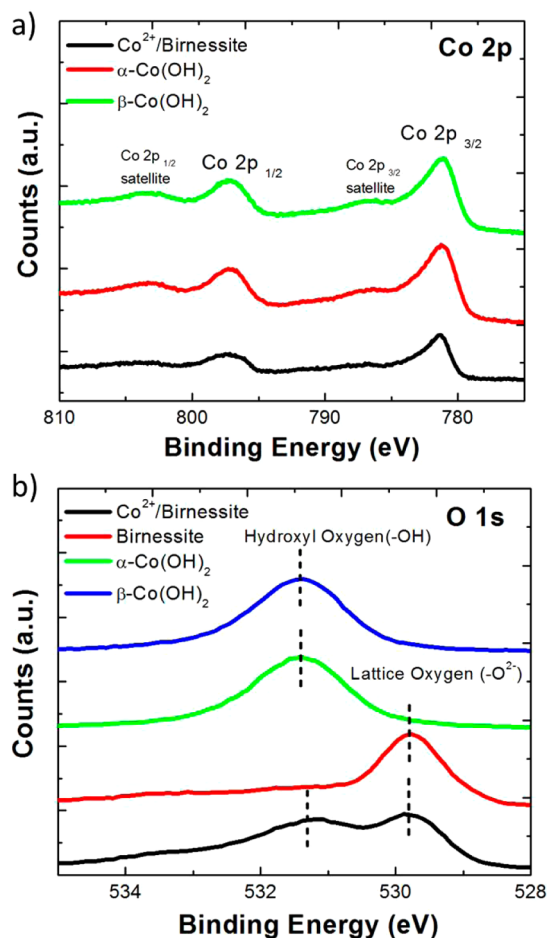 a)
Co 2p
Co²⁺/Birnessite
α-Co(OH)₂
β-Co(OH)₂
Co 2p 3/2
Co 2p 1/2
satellite
Co 2p 1/2
Co 2p 3/2
satellite
Counts (a.u.)
810 800 790 780
Binding Energy (eV)
b)
O 1s
Co²⁺/Birnessite
Birnessite
α-Co(OH)₂
β-Co(OH)₂
Hydroxyl Oxygen(-OH)
Lattice Oxygen (-O²⁻)
Counts (a.u.)
534 532 530 528
Binding Energy (eV)